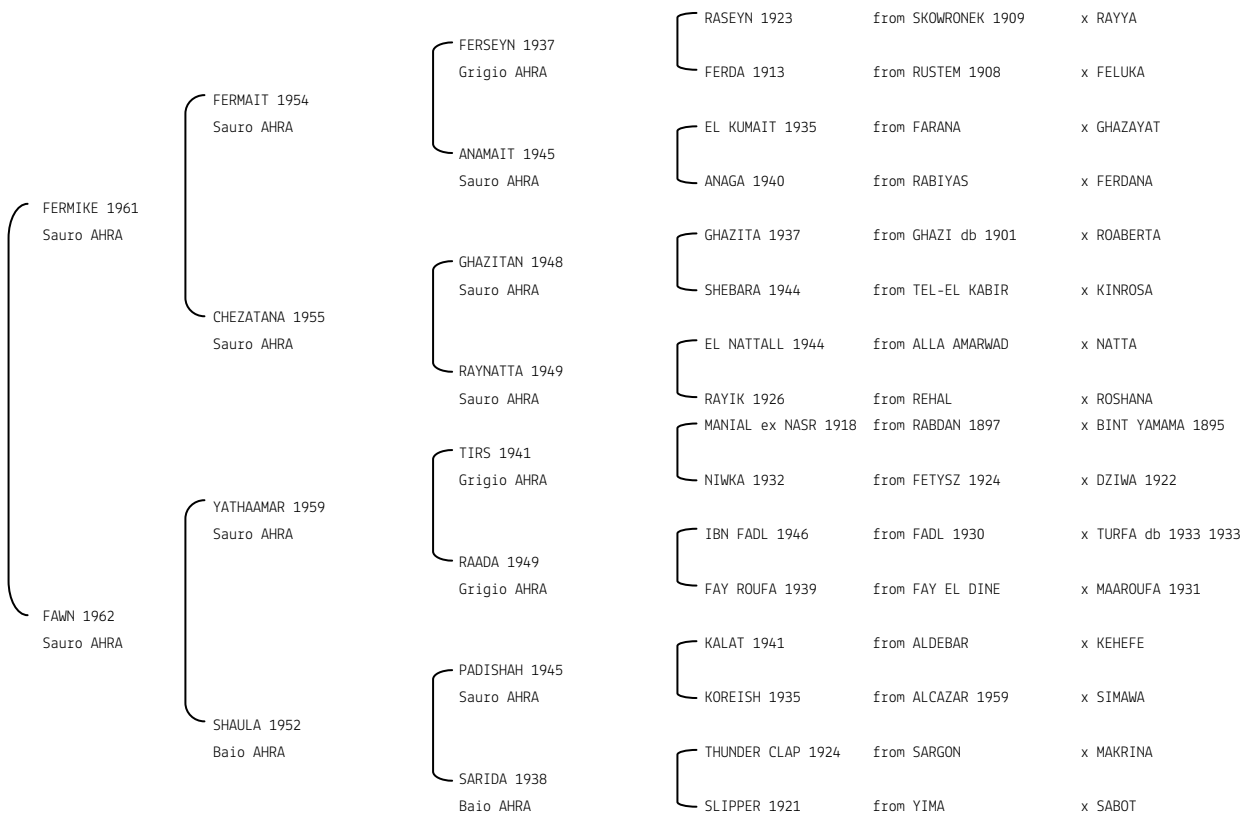 RASEYN 1923 from SKOWRONEK 1909 x RAYYA
FERSEYN 1937
Grigio AHRA FERDA 1913 from RUSTEM 1908 x FELUKA
FERMAIT 1954
Sauro AHRA EL KUMAIT 1935 from FARANA x GHAZAYAT
ANAMAIT 1945
Sauro AHRA ANAGA 1940 from RABIYAS x FERDANA
FERMIKE 1961
Sauro AHRA GHAZITA 1937 from GHAZI db 1901 x ROABERTA
GHAZITAN 1948
Sauro AHRA SHEBARA 1944 from TEL-EL KABIR x KINROSA
CHEZATANA 1955
Sauro AHRA EL NATTALL 1944 from ALLA AMARWAD x NATTA
RAYNATTA 1949
Sauro AHRA RAYIK 1926 from REHAL x ROSHANA
MANIAL ex NASR 1918 from RABDAN 1897 x BINT YAMAMA 1895
TIRS 1941
Grigio AHRA NIWKA 1932 from FETYSZ 1924 x DZIWA 1922
YATHAAMAR 1959
Sauro AHRA IBN FADL 1946 from FADL 1930 x TURFA db 1933 1933
RAADA 1949
Grigio AHRA FAY ROUFA 1939 from FAY EL DINE x MAAROUFA 1931
FAWN 1962
Sauro AHRA KALAT 1941 from ALDEBAR x KEHEFE
PADISHAH 1945
Sauro AHRA KOREISH 1935 from ALCAZAR 1959 x SIMAWA
SHAULA 1952
Baio AHRA THUNDER CLAP 1924 from SARGON x MAKRINA
SARIDA 1938
Baio AHRA SLIPPER 1921 from YIMA x SABOT